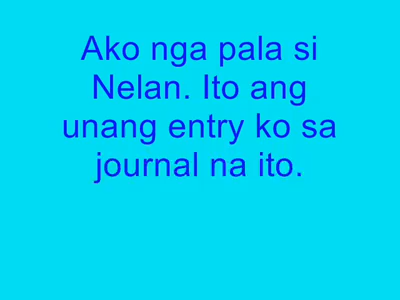 Ako nga pala si
Nelan. Ito ang
unang entry ko sa
journal na ito.